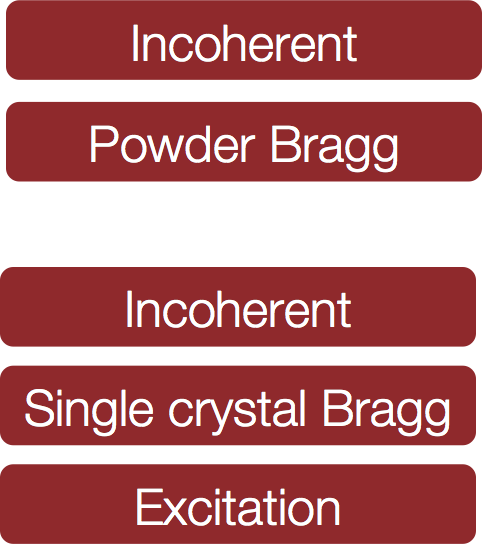 Incoherent
Powder Bragg
Incoherent
Single crystal Bragg
Excitation